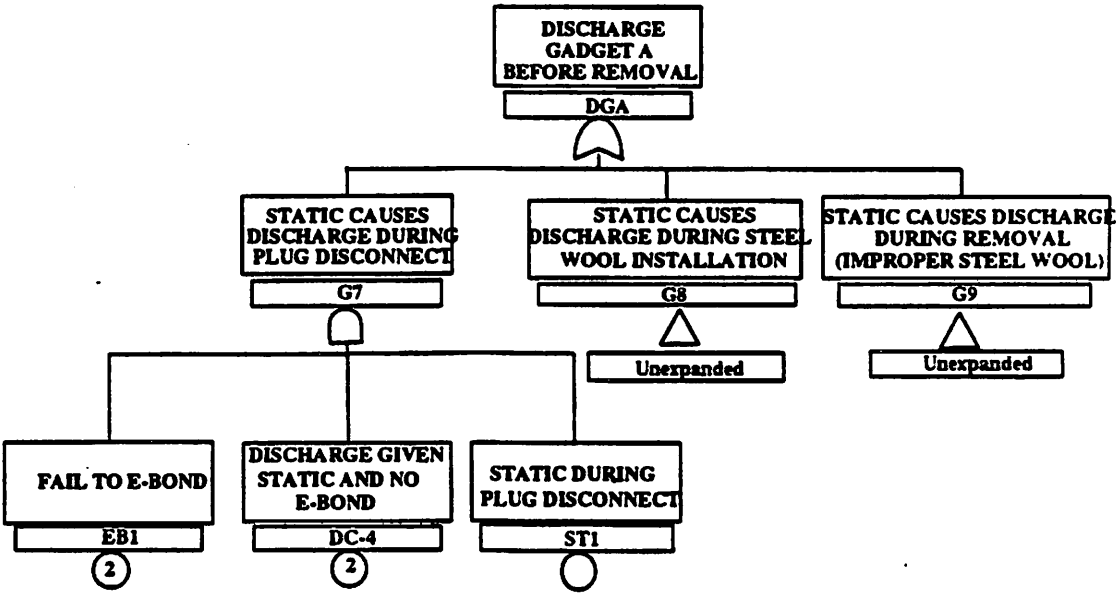 DISCHARGE
GADGET A
BEFORE REMOVAL
DGA
STATIC CAUSES
DISCHARGE DURING
PLUG DISCONNECT
G7
STATIC CAUSES
DISCHARGE DURING STEEL
WOOL INSTALLATION
G8
Unexpanded
STATIC CAUSES DISCHARGE
DURING REMOVAL
(IMPROPER STEEL WOOL)
G9
Unexpanded
FAIL TO E-BOND
EB1
2
DISCHARGE GIVEN
STATIC AND NO
E-BOND
DC-4
2
STATIC DURING
PLUG DISCONNECT
ST1